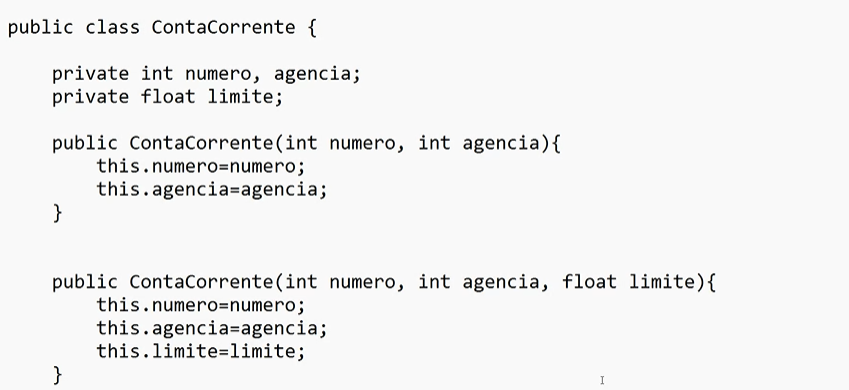 public class ContaCorrente {
private int numero, agencia;
private float limite;
public ContaCorrente(int numero, int agencia){
this.numero=numero;
this.agencia=agencia;
}
public ContaCorrente(int numero, int agencia, float limite){
this.numero=numero;
this.agencia=agencia;
this.limite=limite;
}